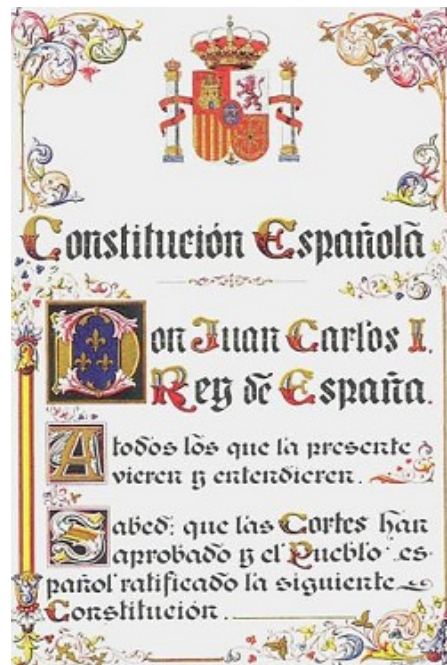 Constitución Española
Don Juan Carlos I.
Rey de España.
A todos los que la presente
vieren y entendieren.
Sabed: que las Cortes han
aprobado y el Pueblo es-
pañol ratificado la siguiente
Constitución.